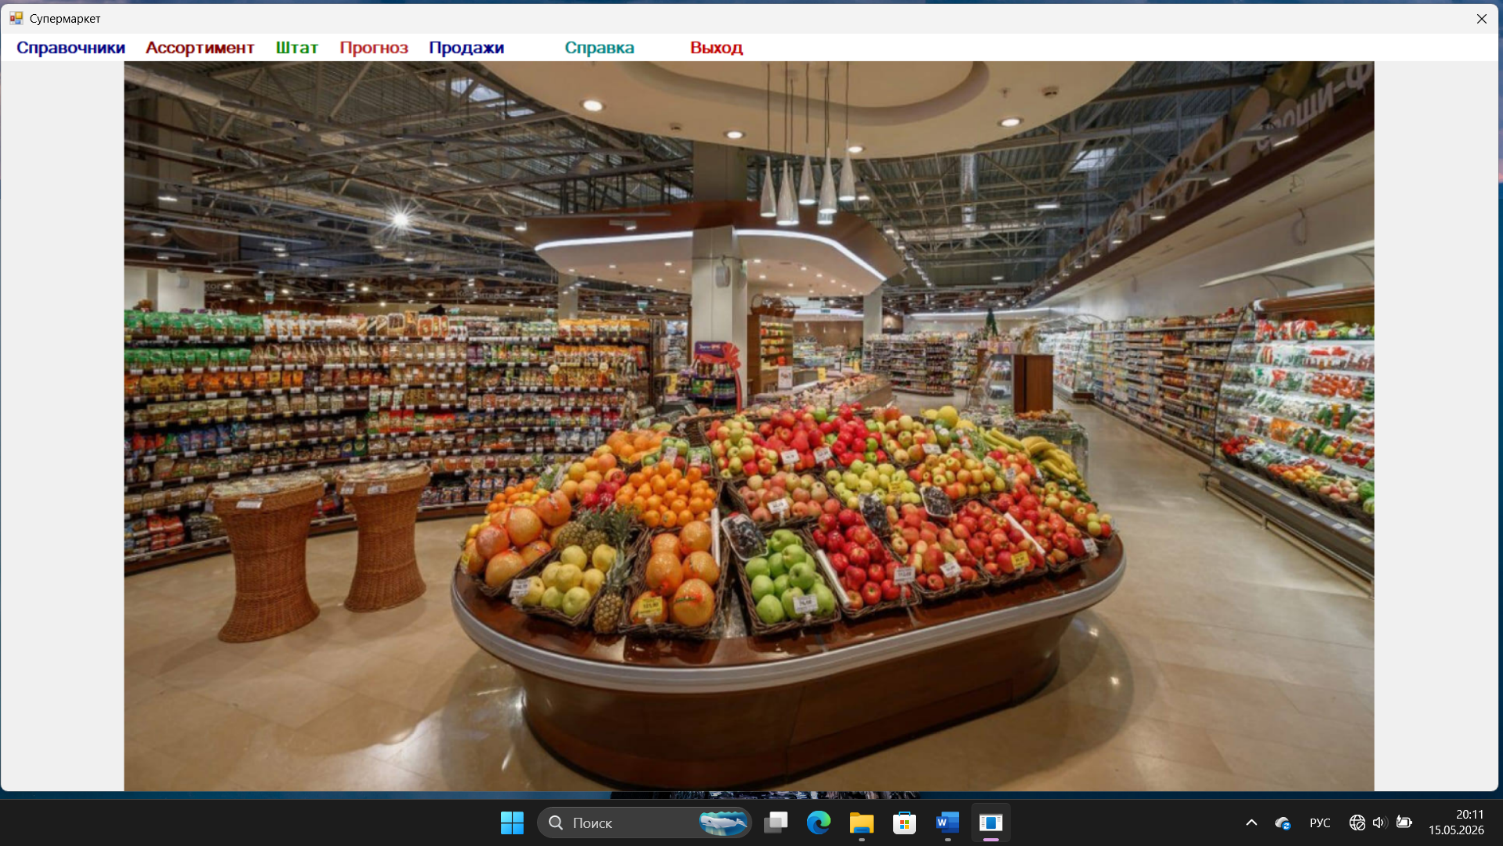 Супермаркет
Справочники Ассортимент Штат Прогноз Продажи Справка Выход
Поиск
РУС
20:11
15.05.2026